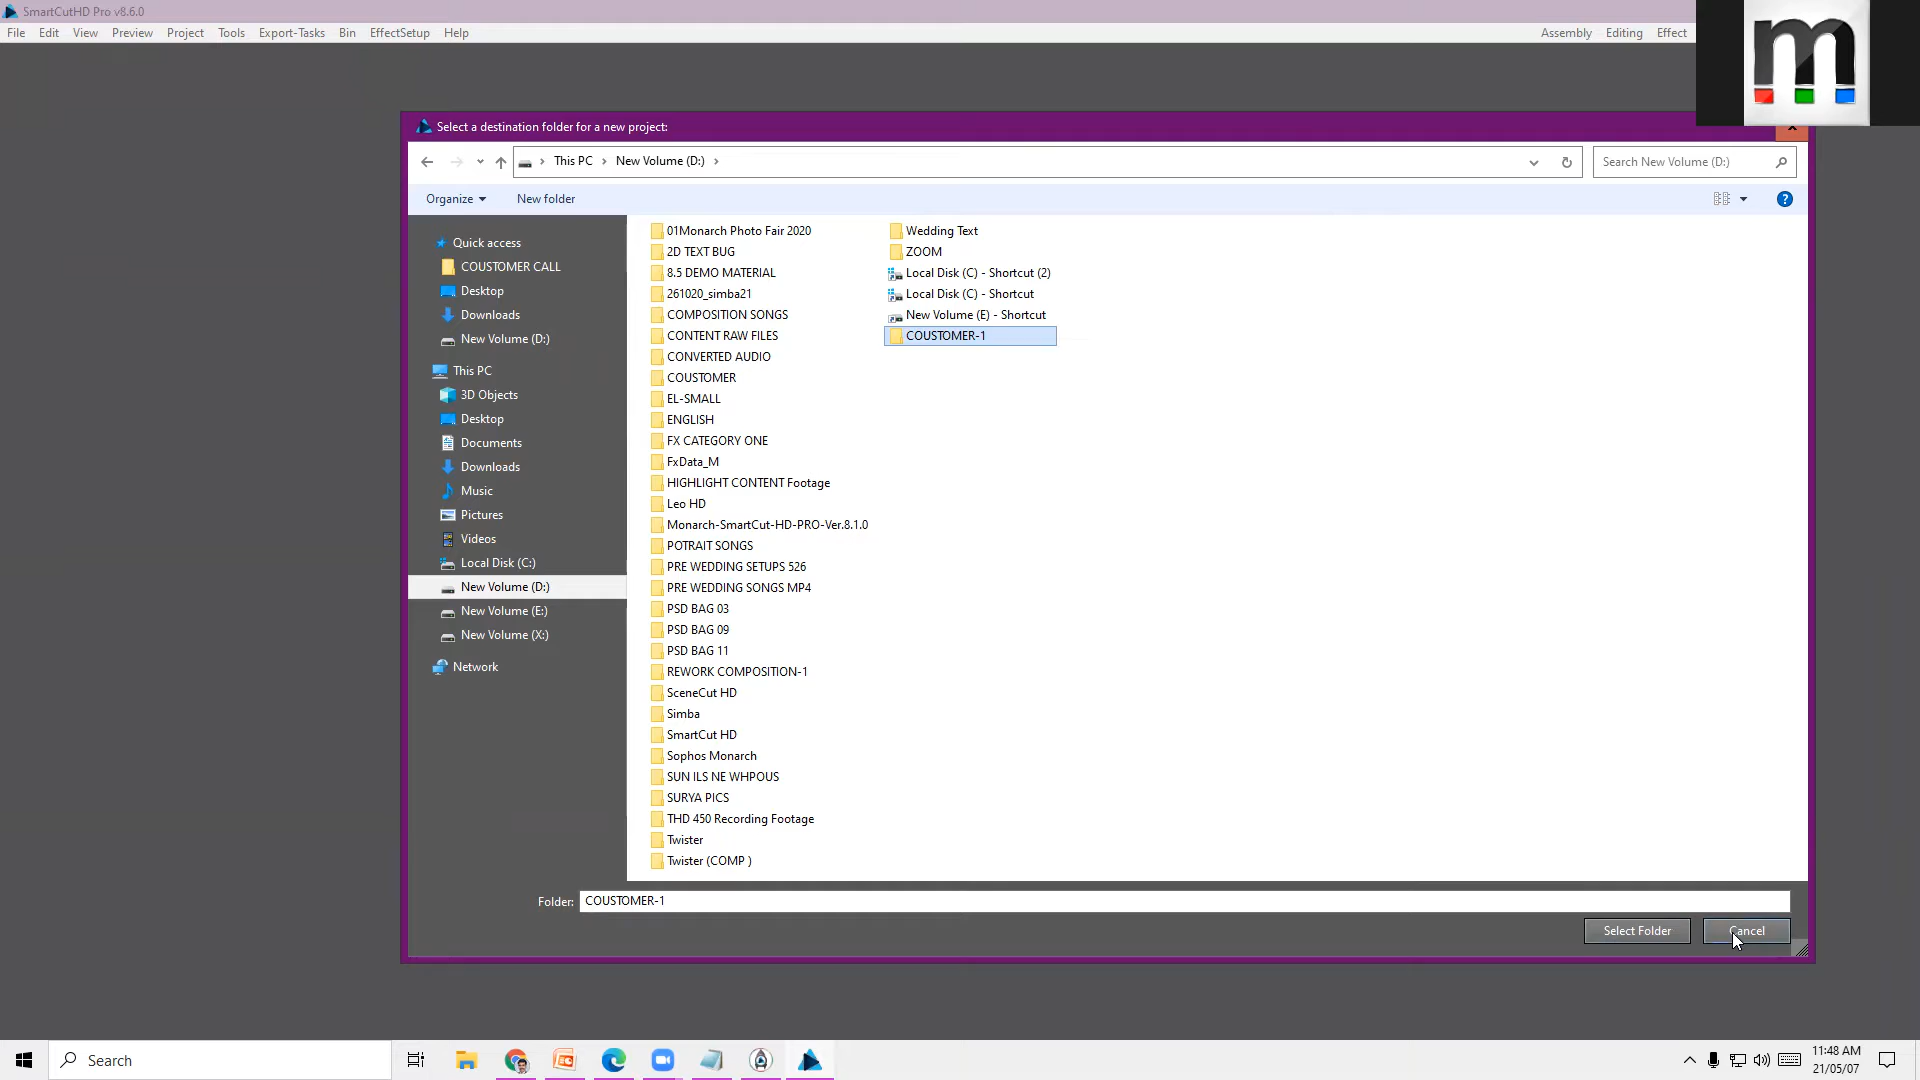 SmartCutHD Pro v8.6.0
File Edit View Preview Project Tools Export-Tasks Bin EffectSetup Help Assembly Editing Effect
m
Select a destination folder for a new project:
This PC New Volume (D:) Search New Volume (D:)
Organize New folder
Quick access
COUSTOMER CALL
Desktop
Downloads
New Volume (D:)
This PC
3D Objects
Desktop
Documents
Downloads
Music
Pictures
Videos
Local Disk (C:)
New Volume (D:)
New Volume (E:)
New Volume (X:)
Network
01Monarch Photo Fair 2020
2D TEXT BUG
8.5 DEMO MATERIAL
261020_simba21
COMPOSITION SONGS
CONTENT RAW FILES
CONVERTED AUDIO
COUSTOMER
EL-SMALL
ENGLISH
FX CATEGORY ONE
FxData_M
HIGHLIGHT CONTENT Footage
Leo HD
Monarch-SmartCut-HD-PRO-Ver.8.1.0
POTRAIT SONGS
PRE WEDDING SETUPS 526
PRE WEDDING SONGS MP4
PSD BAG 03
PSD BAG 09
PSD BAG 11
REWORK COMPOSITION-1
SceneCut HD
Simba
SmartCut HD
Sophos Monarch
SUN ILS NE WHPOUS
SURYA PICS
THD 450 Recording Footage
Twister
Twister (COMP )
Wedding Text
ZOOM
Local Disk (C) - Shortcut (2)
Local Disk (C) - Shortcut
New Volume (E) - Shortcut
COUSTOMER-1
Folder: COUSTOMER-1
Select Folder Cancel
Search
11:48 AM
21/05/07